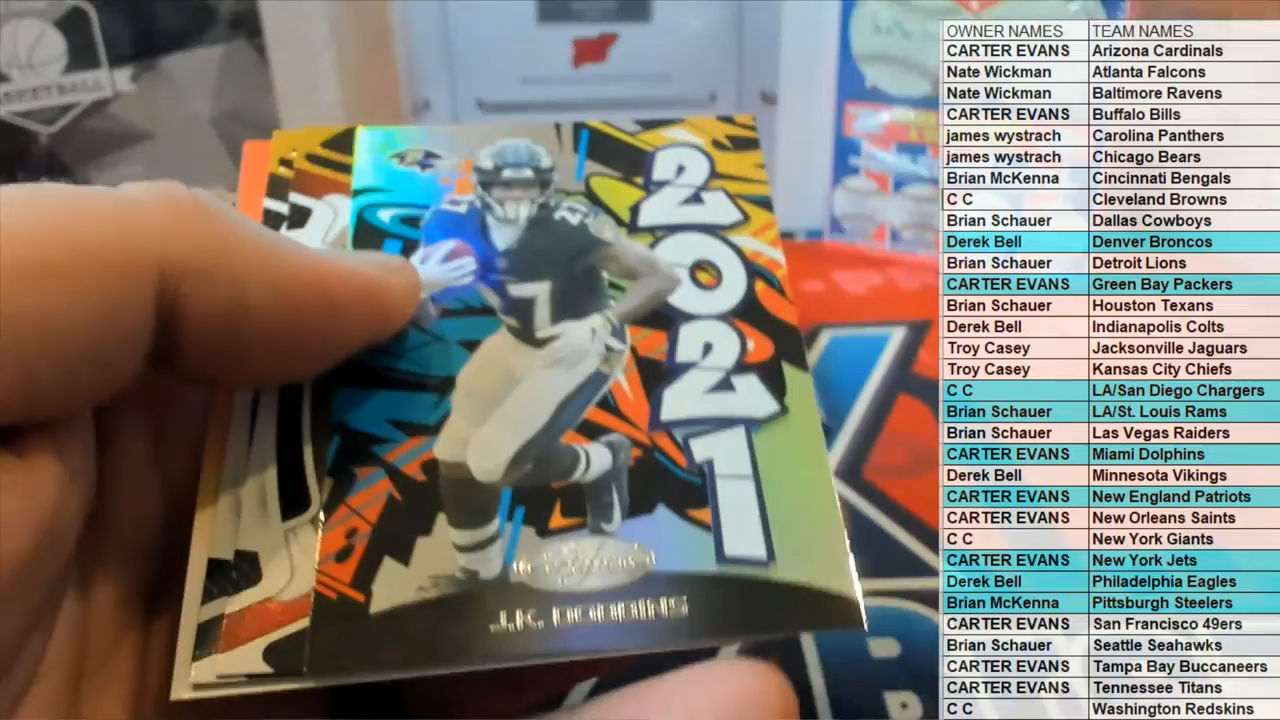 OWNER NAMES TEAM NAMES
CARTER EVANS Arizona Cardinals
Nate Wickman Atlanta Falcons
Nate Wickman Baltimore Ravens
CARTER EVANS Buffalo Bills
james wystrach Carolina Panthers
james wystrach Chicago Bears
Brian McKenna Cincinnati Bengals
C C Cleveland Browns
Brian Schauer Dallas Cowboys
Derek Bell Denver Broncos
Brian Schauer Detroit Lions
CARTER EVANS Green Bay Packers
Brian Schauer Houston Texans
Derek Bell Indianapolis Colts
Troy Casey Jacksonville Jaguars
Troy Casey Kansas City Chiefs
C C LA/San Diego Chargers
Brian Schauer LA/St. Louis Rams
Brian Schauer Las Vegas Raiders
CARTER EVANS Miami Dolphins
Derek Bell Minnesota Vikings
CARTER EVANS New England Patriots
CARTER EVANS New Orleans Saints
C C New York Giants
CARTER EVANS New York Jets
Derek Bell Philadelphia Eagles
Brian McKenna Pittsburgh Steelers
CARTER EVANS San Francisco 49ers
Brian Schauer Seattle Seahawks
CARTER EVANS Tampa Bay Buccaneers
CARTER EVANS Tennessee Titans
C C Washington Redskins
2021
J.K. DOBBINS